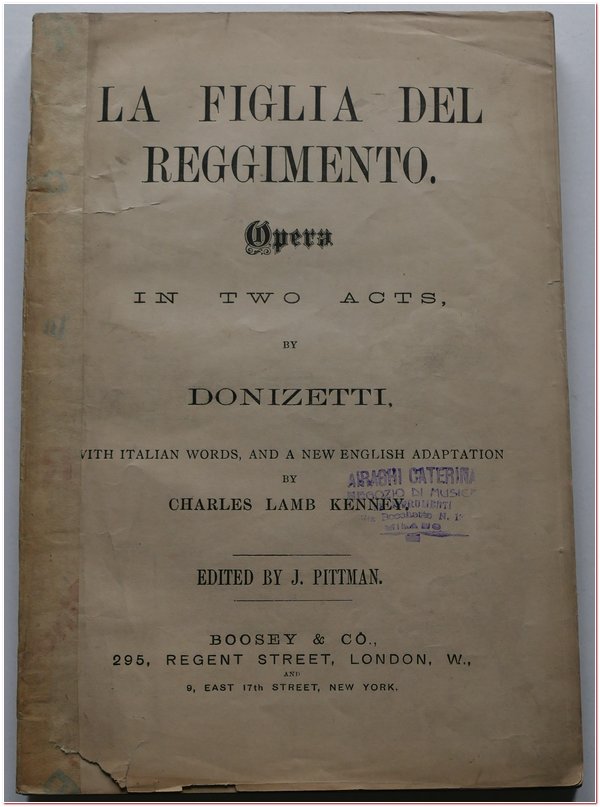 LA FIGLIA DEL
REGGIMENTO.
Opera
IN TWO ACTS,
BY
DONIZETTI,
WITH ITALIAN WORDS, AND A NEW ENGLISH ADAPTATION
BY
CHARLES LAMB KENNEY,
AIRAGHI CATERINA
NEGOZIO DI MUSICA
MILANO
EDITED BY J. PITTMAN.
BOOSEY & CO.,
295, REGENT STREET, LONDON, W.,
AND
9, EAST 17th STREET, NEW YORK.